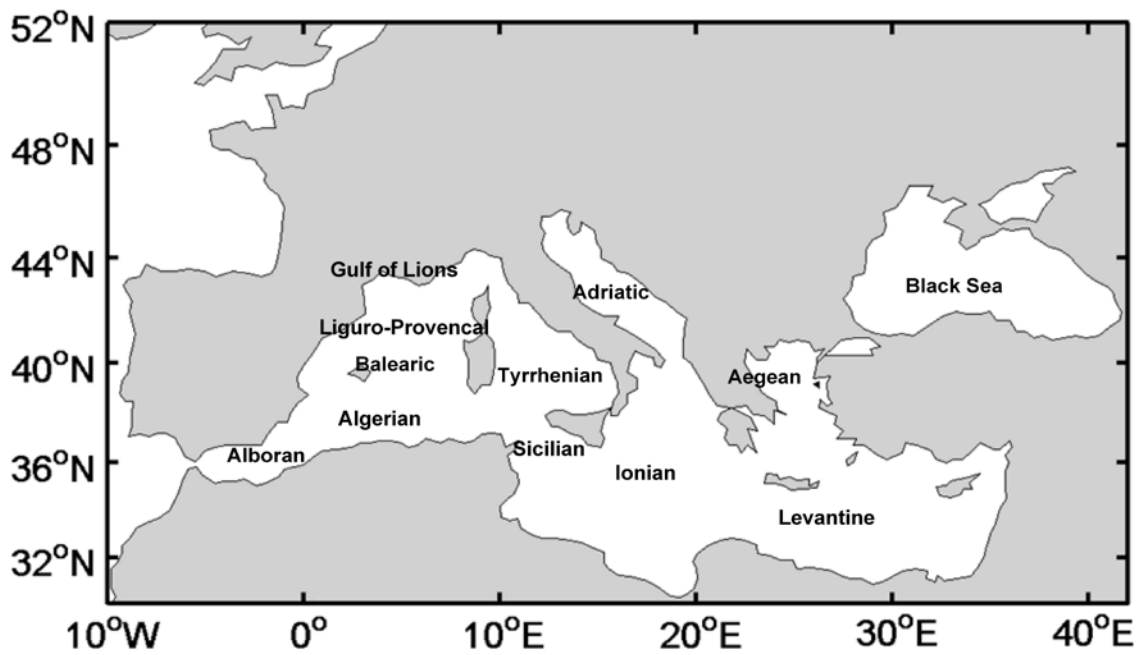 52°N
48°N
44°N
Gulf of Lions
Adriatic
Black Sea
Liguro-Provencal
40°N
Balearic
Tyrrhenian
Aegean
Algerian
Alboran
Sicilian
36°N
Ionian
Levantine
32°N
10°W 0° 10°E 20°E 30°E 40°E